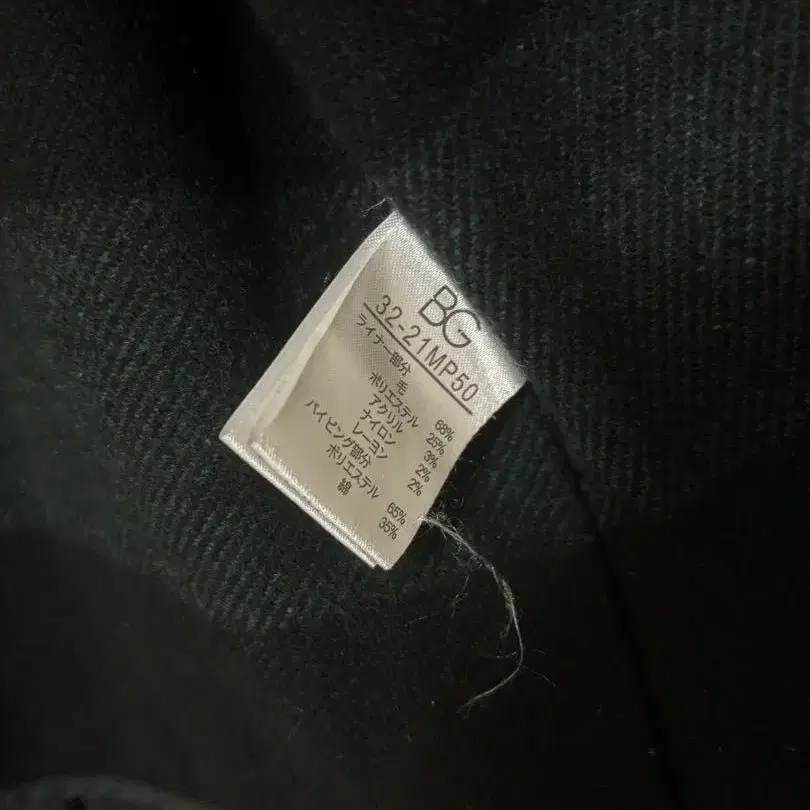 BG
32-21MP50
ライナー部分
毛 68%
ポリエステル 25%
アクリル 3%
ナイロン 2%
レーヨン 2%
パイピング部分
ポリエステル 65%
綿 35%